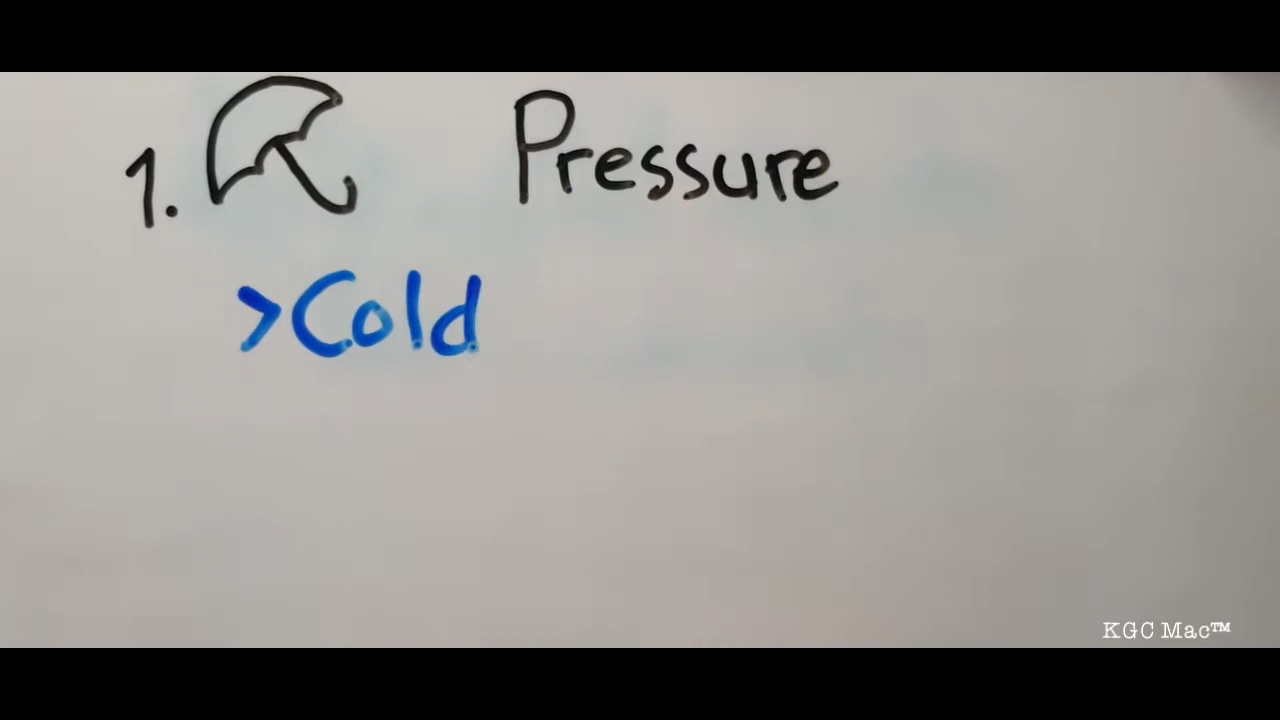 1. Pressure
>Cold
KGC Mac™